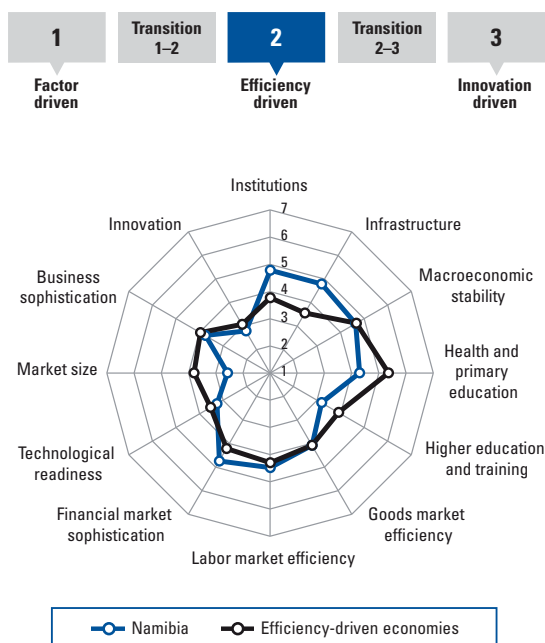 1
Transition
1–2
2
Transition
2–3
3
Factor
driven
Efficiency
driven
Innovation
driven
Institutions
7
Innovation
Infrastructure
6
5
Business
sophistication
Macroeconomic
stability
4
3
2
Market size
1
Health and
primary
education
Technological
readiness
Higher education
and training
Financial market
sophistication
Goods market
efficiency
Labor market efficiency
Namibia
Efficiency-driven economies